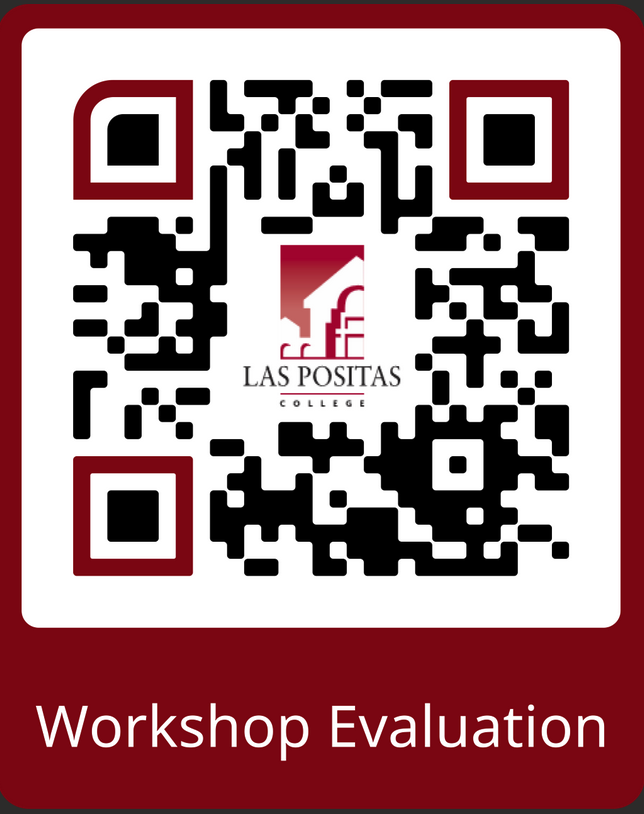 LAS POSITAS
COLLEGE
Workshop Evaluation